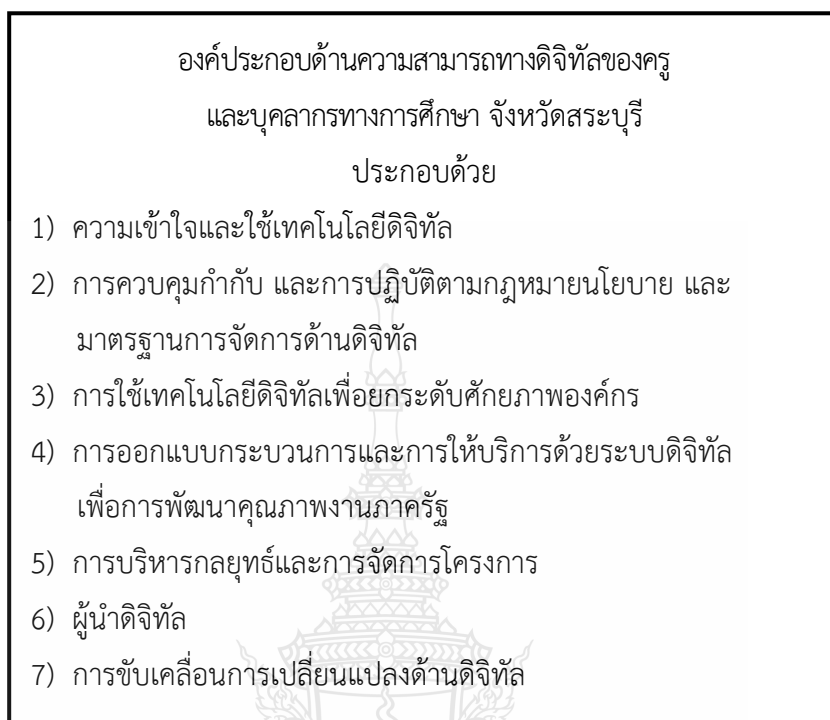 องค์ประกอบด้านความสามารถทางดิจิทัลของครู
และบุคลากรทางการศึกษา จังหวัดสระบุรี
ประกอบด้วย
1) ความเข้าใจและใช้เทคโนโลยีดิจิทัล
2) การควบคุมกำกับ และการปฏิบัติตามกฎหมายนโยบาย และ
มาตรฐานการจัดการด้านดิจิทัล
3) การใช้เทคโนโลยีดิจิทัลเพื่อยกระดับศักยภาพองค์กร
4) การออกแบบกระบวนการและการให้บริการด้วยระบบดิจิทัล
เพื่อการพัฒนาคุณภาพงานภาครัฐ
5) การบริหารกลยุทธ์และการจัดการโครงการ
6) ผู้นำดิจิทัล
7) การขับเคลื่อนการเปลี่ยนแปลงด้านดิจิทัล